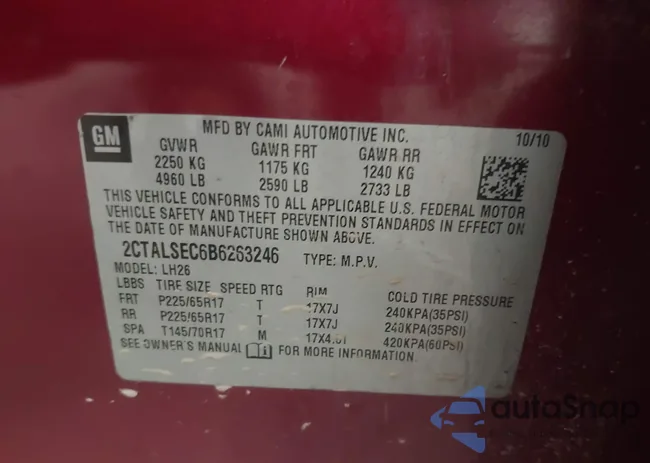 GM
MFD BY CAMI AUTOMOTIVE INC. 10/10
GVWR GAWR FRT GAWR RR
2250 KG 1175 KG 1240 KG
4960 LB 2590 LB 2733 LB
THIS VEHICLE CONFORMS TO ALL APPLICABLE U.S. FEDERAL MOTOR
VEHICLE SAFETY AND THEFT PREVENTION STANDARDS IN EFFECT ON
THE DATE OF MANUFACTURE SHOWN ABOVE.
2CTALSEC6B6263246 TYPE: M.P.V.
MODEL: LH26
LBBS TIRE SIZE SPEED RTG RIM COLD TIRE PRESSURE
FRT P225/65R17 T 17X7J 240KPA(35PSI)
RR P225/65R17 T 17X7J 240KPA(35PSI)
SPA T145/70R17 M 420KPA(60PSI)
SEE OWNER'S MANUAL FOR MORE INFORMATION.
autoSnap